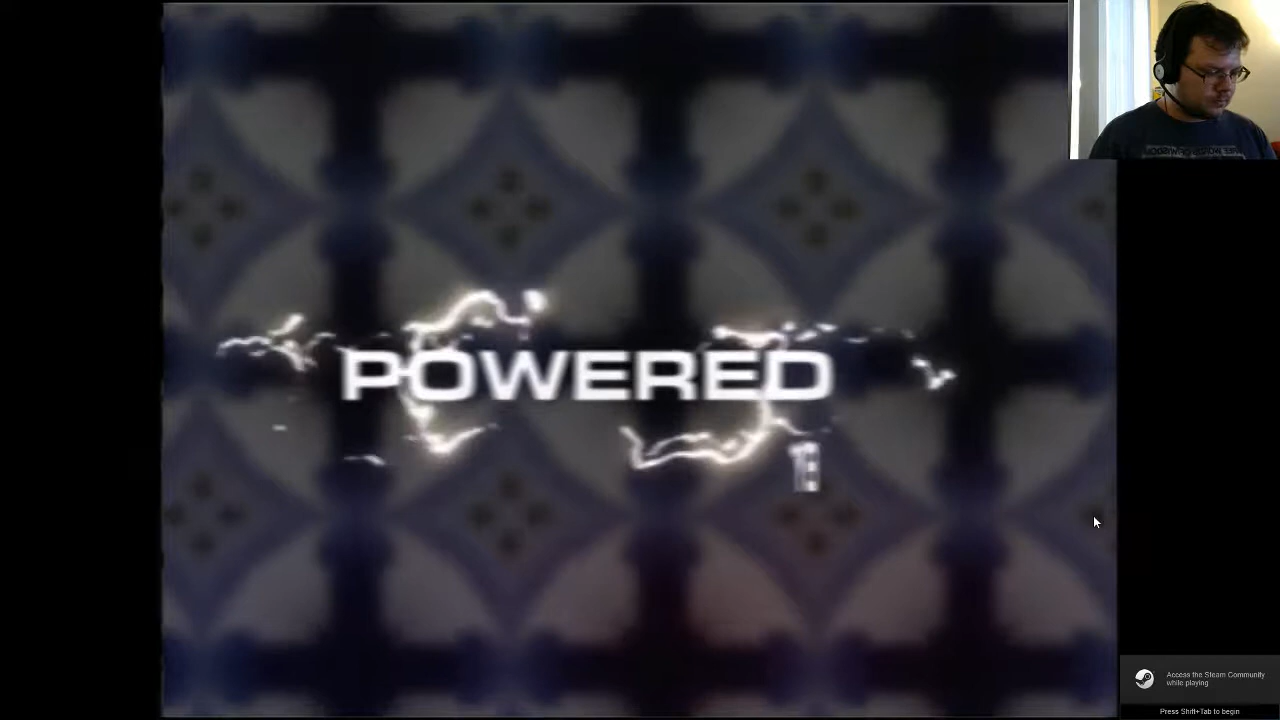 POWERED
Access the Steam Community
while playing
Press Shift+Tab to begin